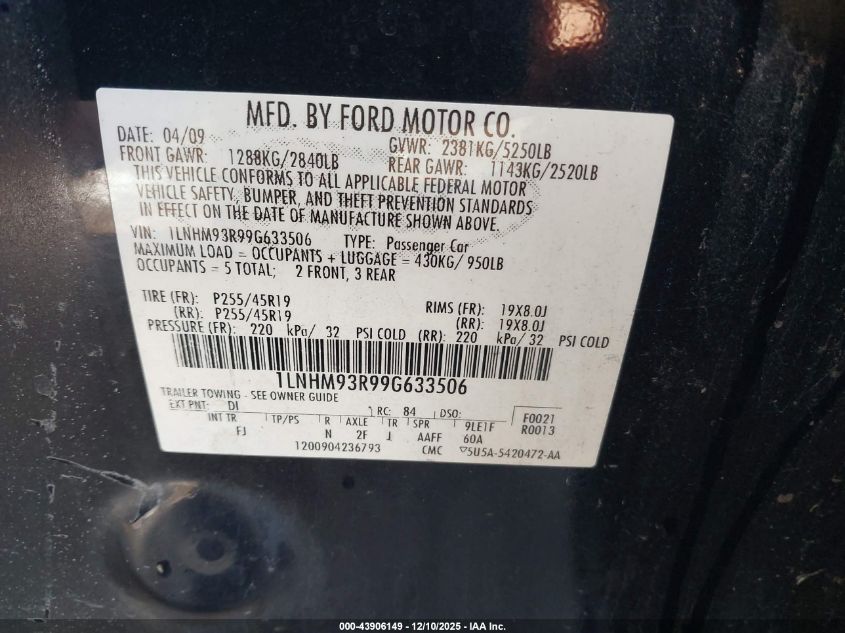 MFD. BY FORD MOTOR CO.
DATE: 04/09 GVWR: 2381KG/5250LB
FRONT GAWR: 1288KG/2840LB REAR GAWR: 1143KG/2520LB
THIS VEHICLE CONFORMS TO ALL APPLICABLE FEDERAL MOTOR
VEHICLE SAFETY, BUMPER, AND THEFT PREVENTION STANDARDS
IN EFFECT ON THE DATE OF MANUFACTURE SHOWN ABOVE.
VIN: 1LNHM93R99G633506 TYPE: Passenger Car
MAXIMUM LOAD = OCCUPANTS + LUGGAGE = 430KG/ 950LB
OCCUPANTS = 5 TOTAL; 2 FRONT, 3 REAR
TIRE (FR): P255/45R19 RIMS (FR): 19X8.0J
(RR): P255/45R19 (RR): 19X8.0J
PRESSURE (FR): 220 kPa/ 32 PSI COLD (RR): 220 kPa/ 32 PSI COLD
1LNHM93R99G633506
TRAILER TOWING - SEE OWNER GUIDE
EXT PNT: DI RC: 84 DSO: F0021
INT TR TP/PS R AXLE TR SPR 9LE1F R0013
FJ N 2F J AAFF 60A
1200904236793 CMC ▽5U5A-5420472-AA
000-43906149 - 12/10/2025 - IAA Inc.